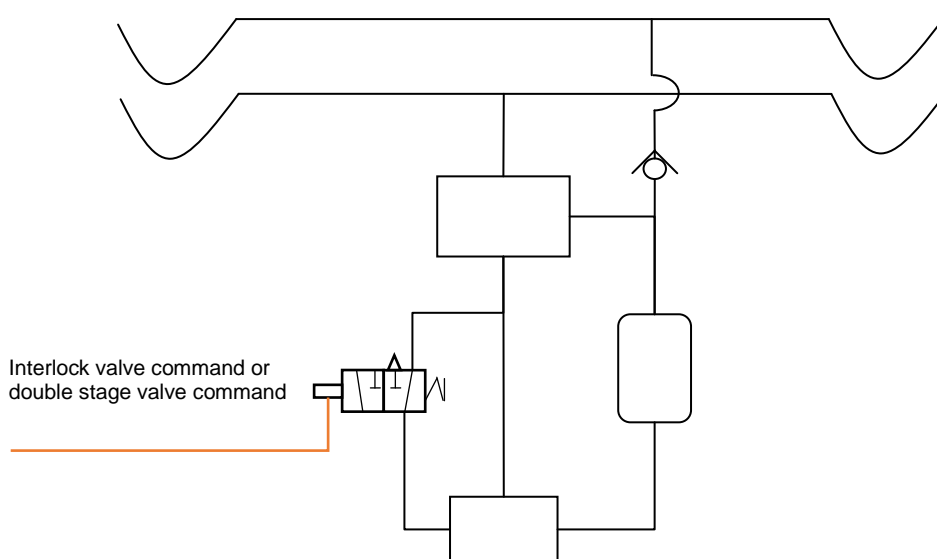 Interlock valve command or
double stage valve command